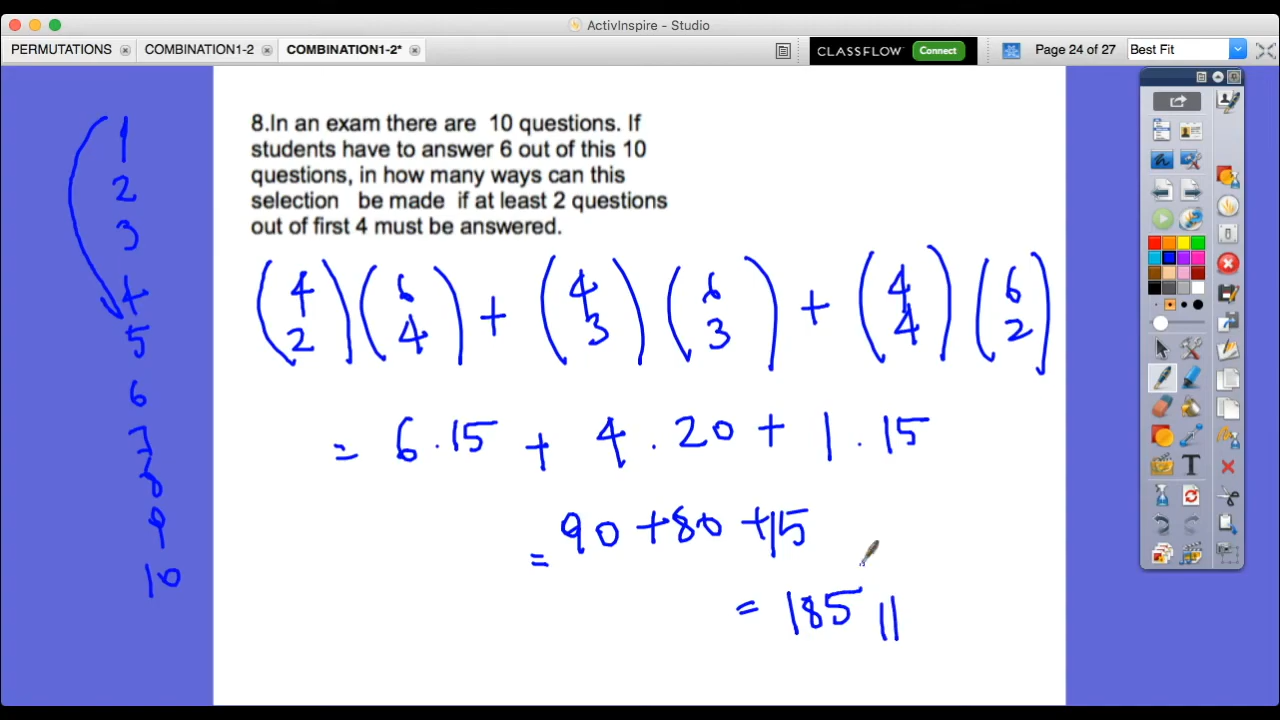 ActivInspire - Studio
PERMUTATIONS COMBINATION1-2 COMBINATION1-2* CLASSFLOW Connect Page 24 of 27 Best Fit
8.In an exam there are 10 questions. If
students have to answer 6 out of this 10
questions, in how many ways can this
selection be made if at least 2 questions
out of first 4 must be answered.
1
2
3
4
5
6
7
8
9
10
(4 2)(6 4) + (4 3)(6 3) + (4 4)(6 2)
= 6 . 15 + 4 . 20 + 1 . 15
= 90 + 80 + 15
= 185 //